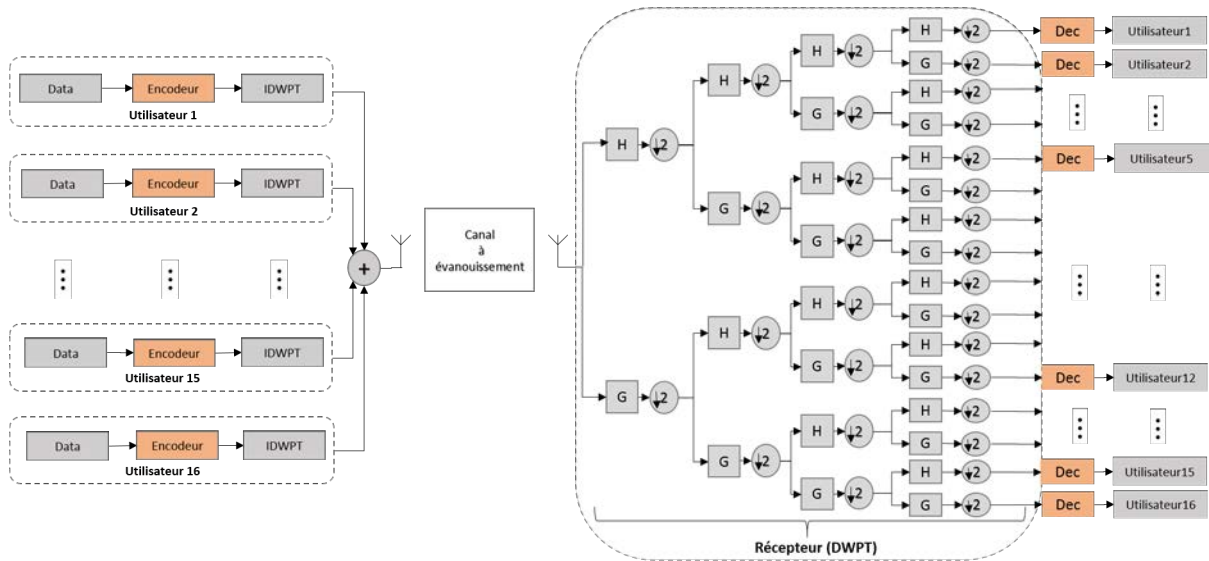 Data Encodeur IDWPT
Utilisateur 1
Data Encodeur IDWPT
Utilisateur 2
Data Encodeur IDWPT
Utilisateur 15
Data Encodeur IDWPT
Utilisateur 16
+
Canal
à
évanouissement
H 2
G 2
H 2
G 2
H 2
G 2
H 2
G 2
H 2
G 2
H 2
G 2
H 2
G 2
H 2 Dec Utilisateur1
G 2 Dec Utilisateur2
H 2
G 2
H 2 Dec Utilisateur5
G 2
H 2
G 2
H 2
G 2
H 2
G 2 Dec Utilisateur12
H 2
G 2
H 2 Dec Utilisateur15
G 2 Dec Utilisateur16
Récepteur (DWPT)